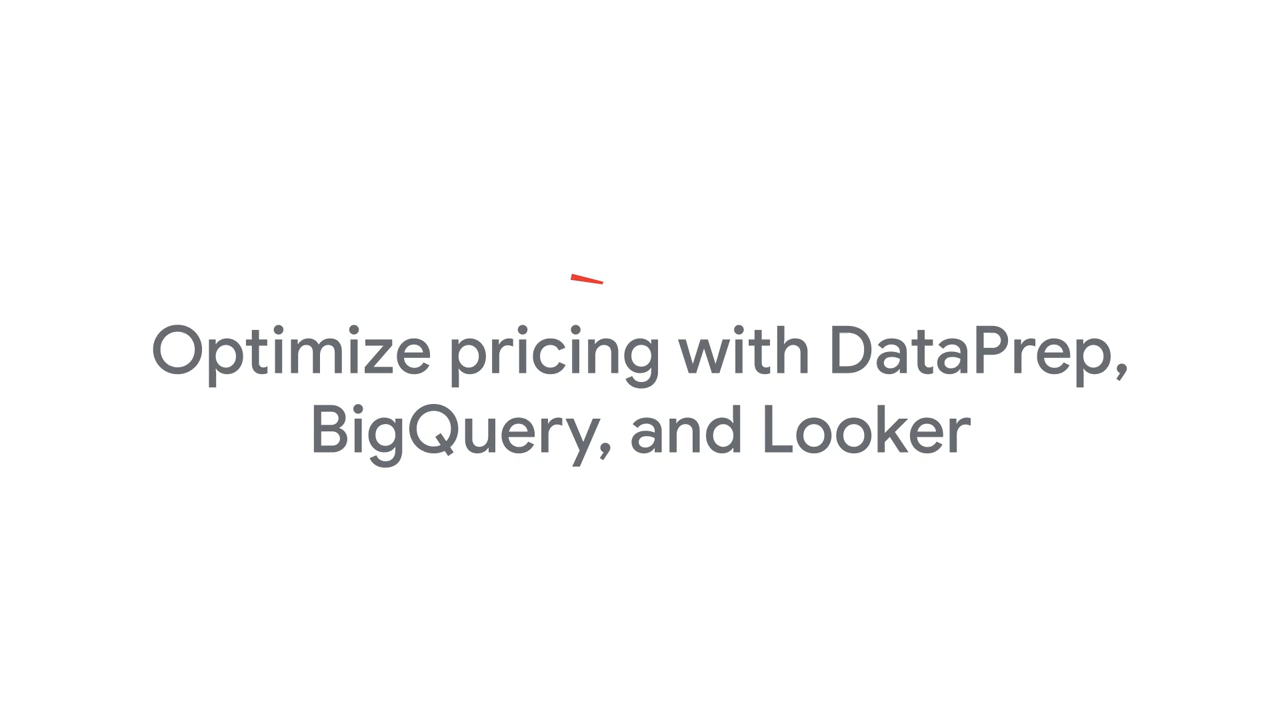 Optimize pricing with DataPrep,
BigQuery, and Looker